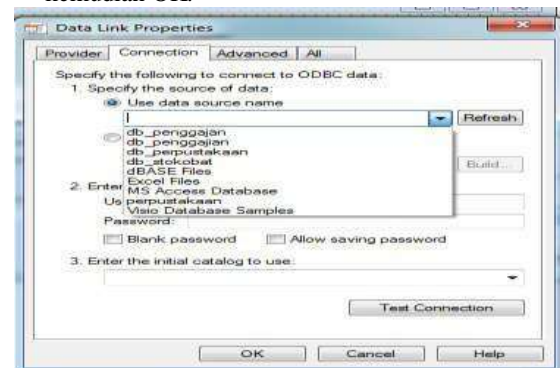 kemudian OK.
Data Link Properties
Provider Connection Advanced All
Specify the following to connect to ODBC data:
1. Specify the source of data:
Use data source name
Refresh
db_penggajan
db_penggajian
db_perpustakaan
db_stokobat
dBASE Files
Excel Files
Build...
2. Enter
MS Access Database
Us
perpustakaan
Visio Database Samples
Password:
Blank password Allow saving password
3. Enter the initial catalog to use:
Test Connection
OK Cancel Help